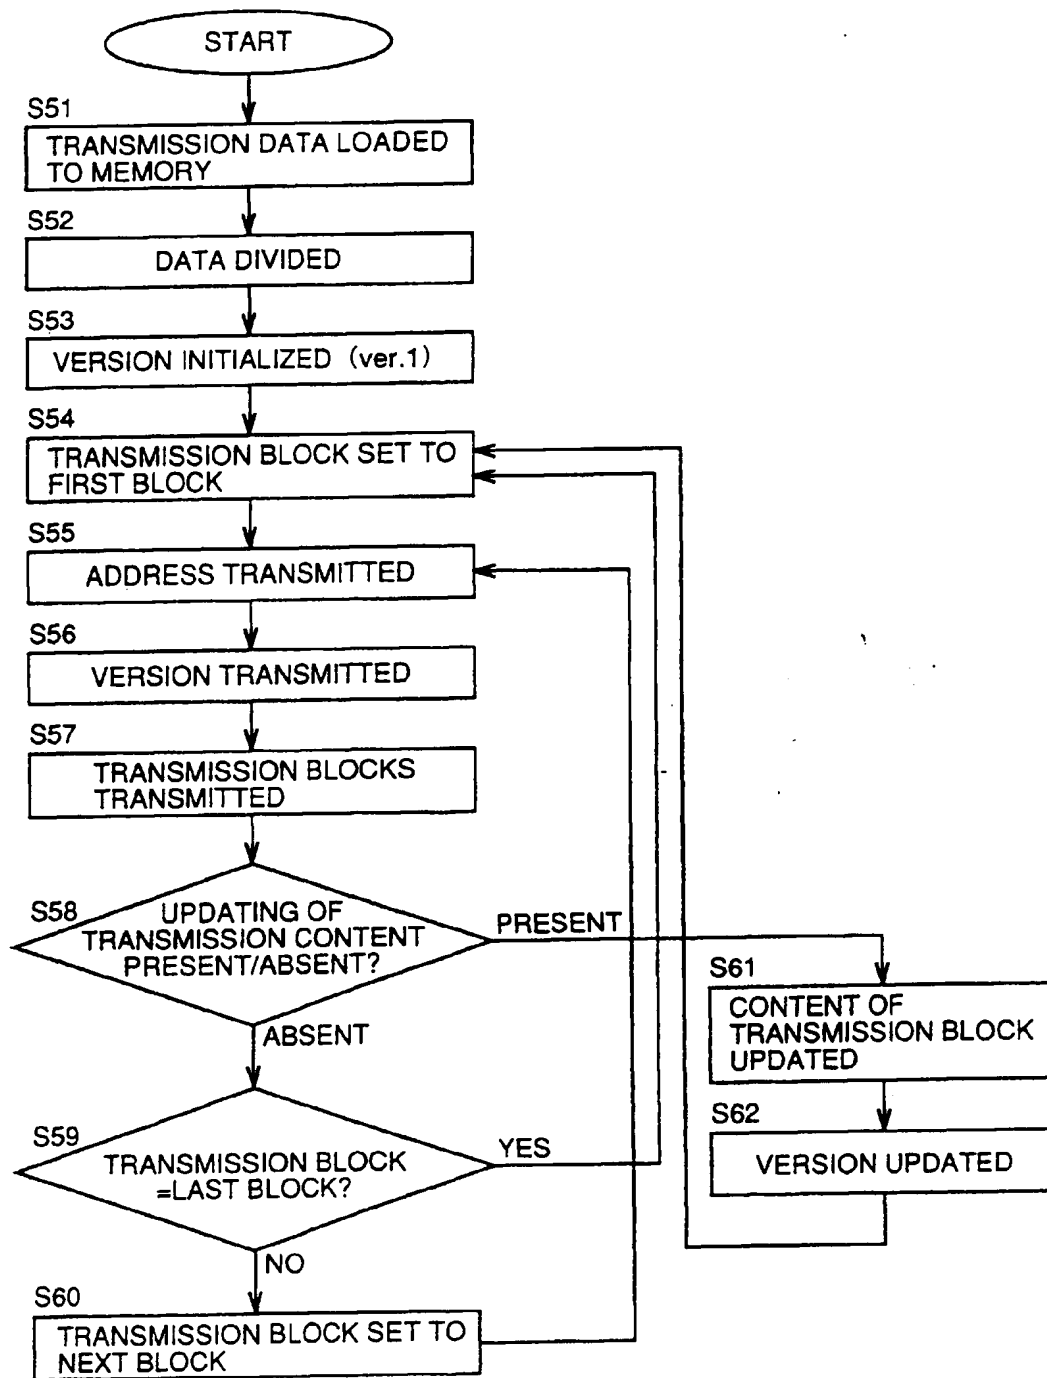 START
S51
TRANSMISSION DATA LOADED
TO MEMORY
S52
DATA DIVIDED
S53
VERSION INITIALIZED (ver.1)
S54
TRANSMISSION BLOCK SET TO
FIRST BLOCK
S55
ADDRESS TRANSMITTED
S56
VERSION TRANSMITTED
S57
TRANSMISSION BLOCKS
TRANSMITTED
S58
UPDATING OF
TRANSMISSION CONTENT
PRESENT/ABSENT?
PRESENT
ABSENT
S61
CONTENT OF
TRANSMISSION BLOCK
UPDATED
S62
VERSION UPDATED
S59
TRANSMISSION BLOCK
=LAST BLOCK?
YES
NO
S60
TRANSMISSION BLOCK SET TO
NEXT BLOCK